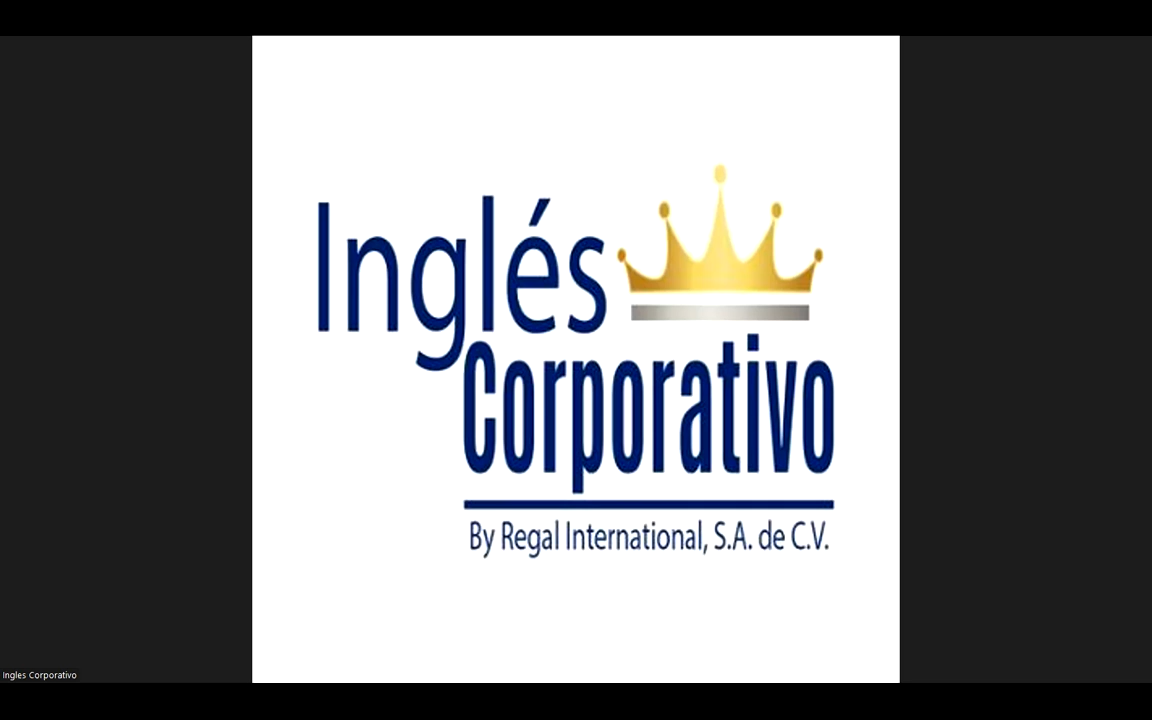 Inglés
Corporativo
By Regal International, S.A. de C.V.
Ingles Corporativo